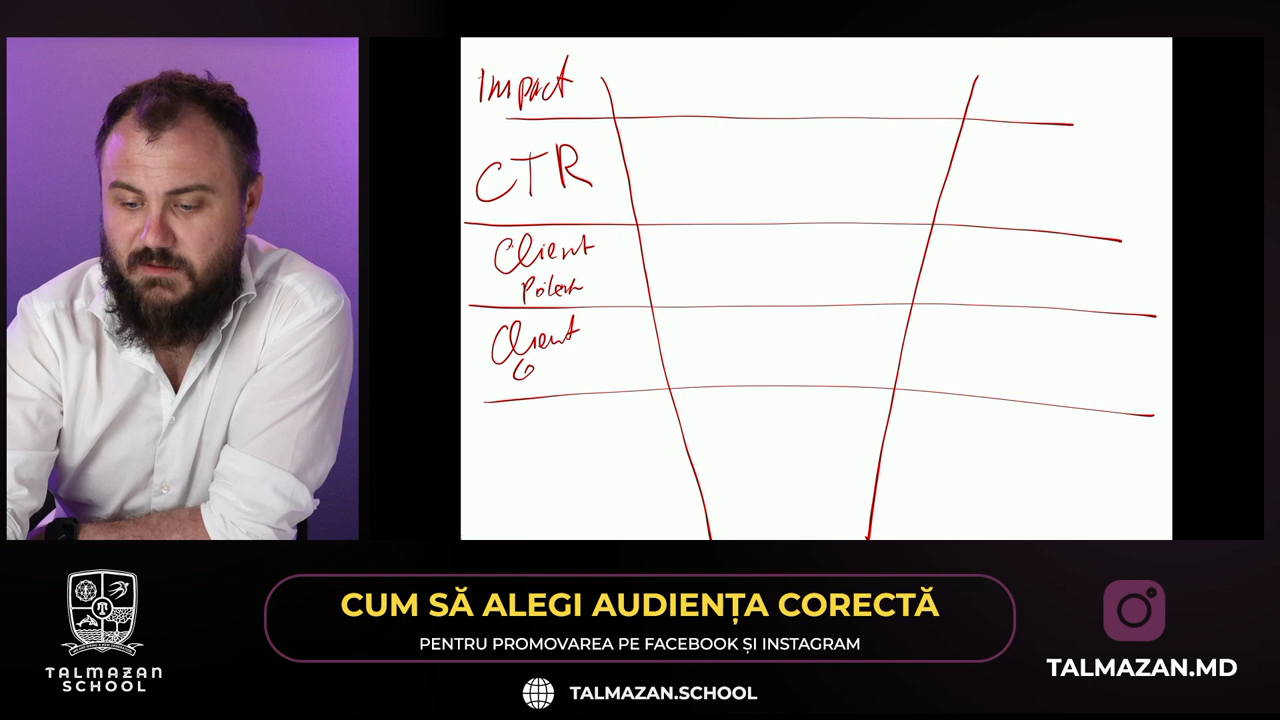 Impact
CTR
Client
Client
CUM SĂ ALEGI AUDIENȚA CORECTĂ
PENTRU PROMOVAREA PE FACEBOOK ȘI INSTAGRAM
TALMAZAN
SCHOOL
TALMAZAN.SCHOOL
TALMAZAN.MD